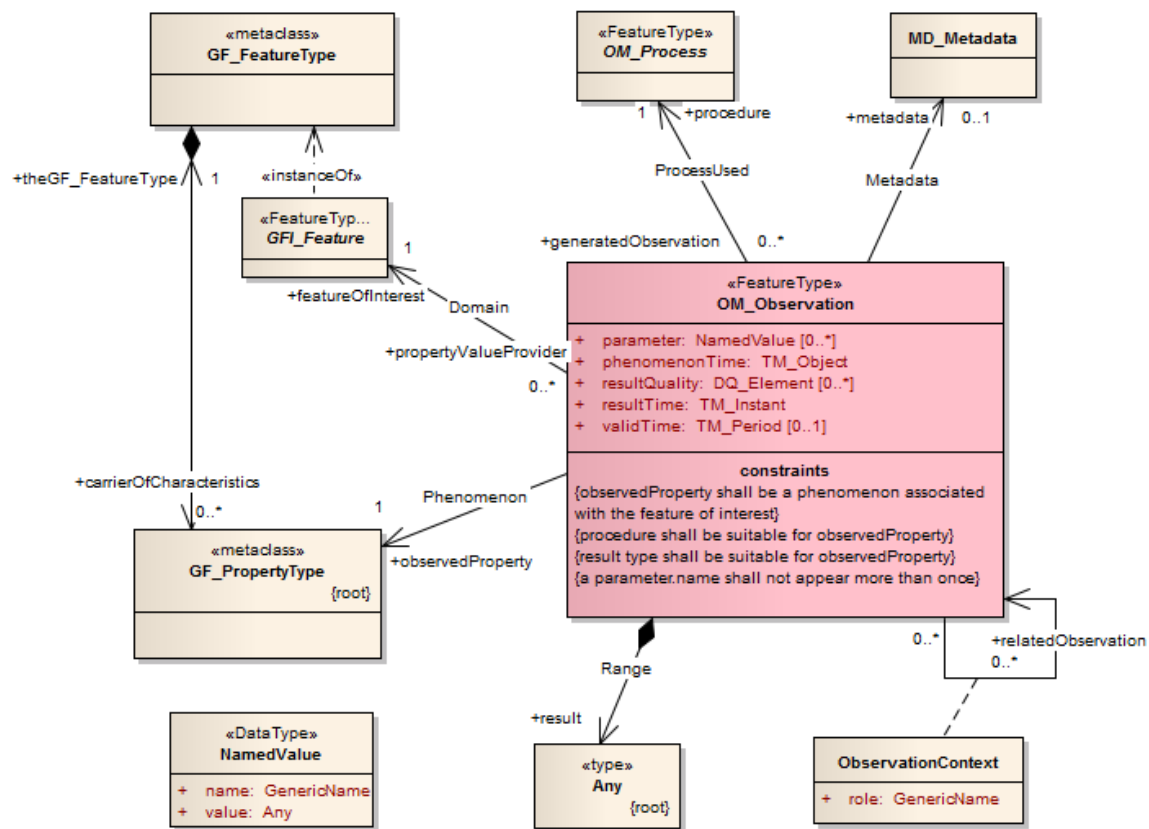 «metaclass»
GF_FeatureType
«FeatureType»
OM_Process
MD_Metadata
1
+procedure
+metadata
0..1
+theGF_FeatureType
1
«instanceOf»
ProcessUsed
Metadata
«FeatureTyp...
GFI_Feature
1
+generatedObservation
0..*
+featureOfInterest
Domain
+propertyValueProvider
0..*
«FeatureType»
OM_Observation
+ parameter: NamedValue [0..*]
+ phenomenonTime: TM_Object
+ resultQuality: DQ_Element [0..*]
+ resultTime: TM_Instant
+ validTime: TM_Period [0..1]
constraints
{observedProperty shall be a phenomenon associated
with the feature of interest}
{procedure shall be suitable for observedProperty}
{result type shall be suitable for observedProperty}
{a parameter.name shall not appear more than once}
+carrierOfCharacteristics
0..*
Phenomenon
1
+observedProperty
«metaclass»
GF_PropertyType
{root}
0..*
+relatedObservation
0..*
Range
+result
«DataType»
NamedValue
+ name: GenericName
+ value: Any
«type»
Any
{root}
ObservationContext
+ role: GenericName